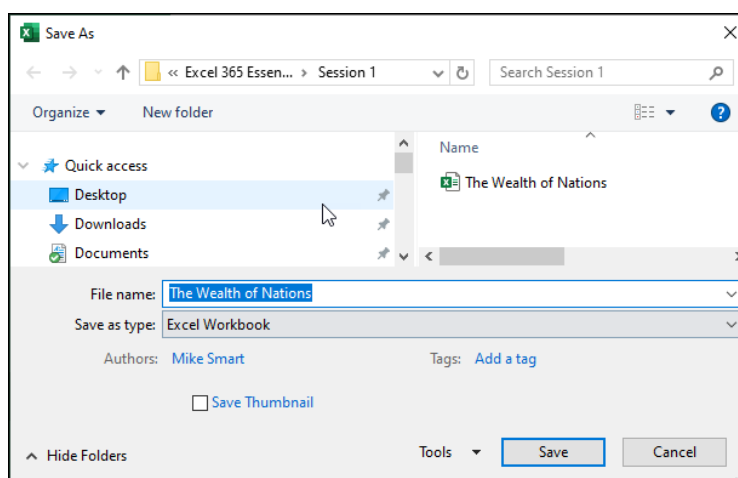 Save As
« Excel 365 Essen... › Session 1
Search Session 1
Organize
New folder
Name
Quick access
The Wealth of Nations
Desktop
Downloads
Documents
File name: The Wealth of Nations
Save as type: Excel Workbook
Authors: Mike Smart
Tags: Add a tag
Save Thumbnail
Hide Folders
Tools
Save
Cancel